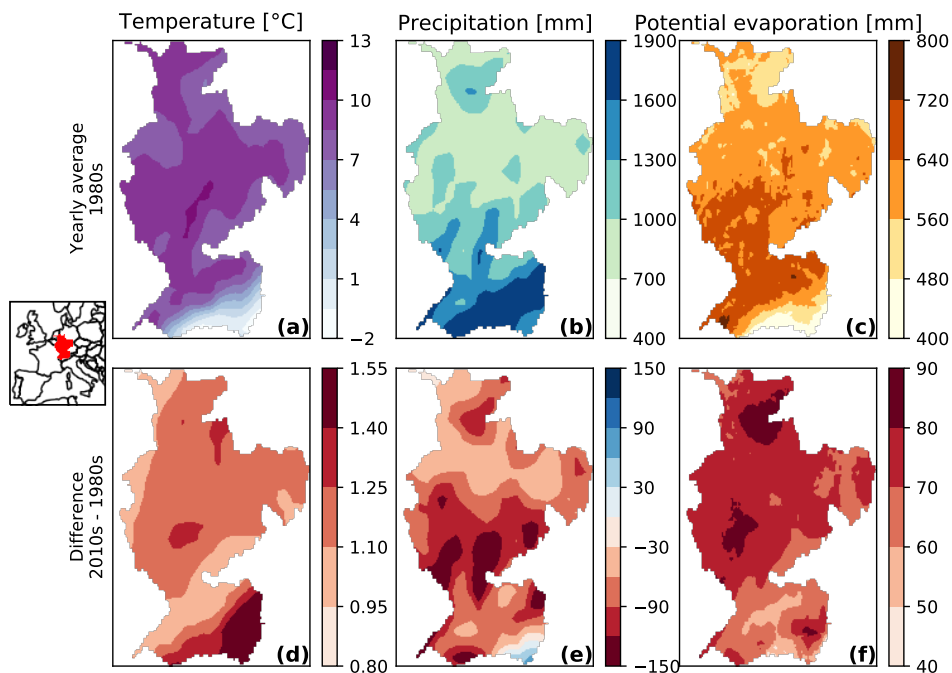 Temperature [°C]
Precipitation [mm]
Potential evaporation [mm]
Yearly average
1980s
13
10
7
4
1
−2
(a)
1900
1600
1300
1000
700
400
(b)
800
720
640
560
480
400
(c)
Difference
2010s - 1980s
1.55
1.40
1.25
1.10
0.95
0.80
(d)
150
90
30
−30
−90
−150
(e)
90
80
70
60
50
40
(f)